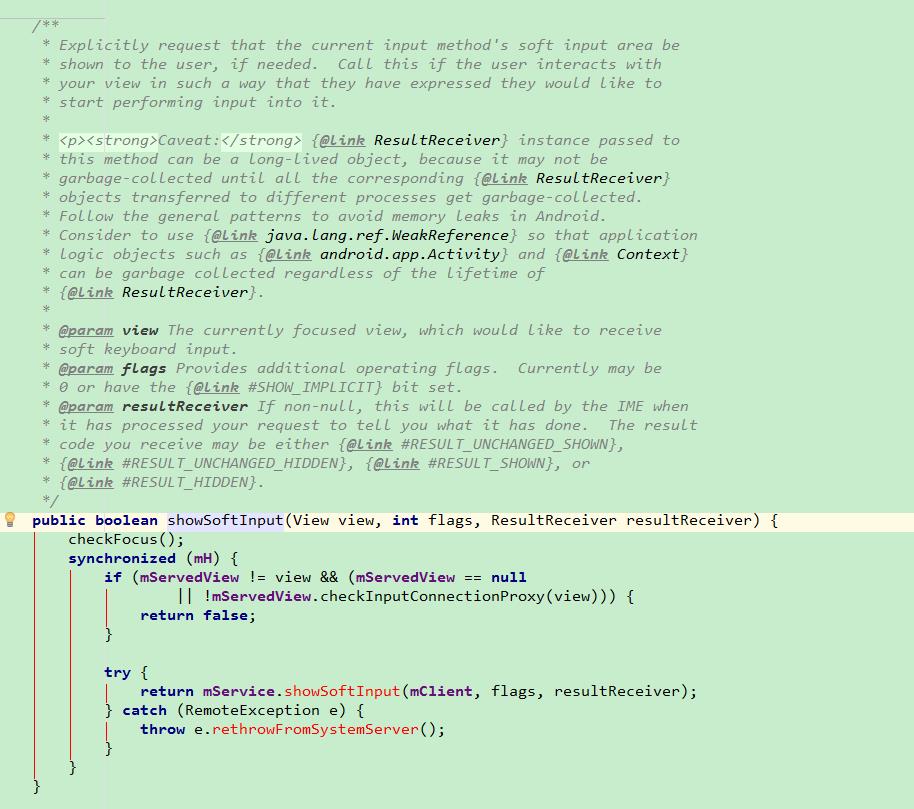 /**
 * Explicitly request that the current input method's soft input area be
 * shown to the user, if needed.  Call this if the user interacts with
 * your view in such a way that they have expressed they would like to
 * start performing input into it.
 *
 * <p><strong>Caveat:</strong> {@link ResultReceiver} instance passed to
 * this method can be a long-lived object, because it may not be
 * garbage-collected until all the corresponding {@link ResultReceiver}
 * objects transferred to different processes get garbage-collected.
 * Follow the general patterns to avoid memory leaks in Android.
 * Consider to use {@link java.lang.ref.WeakReference} so that application
 * logic objects such as {@link android.app.Activity} and {@link Context}
 * can be garbage collected regardless of the lifetime of
 * {@link ResultReceiver}.
 *
 * @param view The currently focused view, which would like to receive
 * soft keyboard input.
 * @param flags Provides additional operating flags.  Currently may be
 * 0 or have the {@link #SHOW_IMPLICIT} bit set.
 * @param resultReceiver If non-null, this will be called by the IME when
 * it has processed your request to tell you what it has done.  The result
 * code you receive may be either {@link #RESULT_UNCHANGED_SHOWN},
 * {@link #RESULT_UNCHANGED_HIDDEN}, {@link #RESULT_SHOWN}, or
 * {@link #RESULT_HIDDEN}.
 */
public boolean showSoftInput(View view, int flags, ResultReceiver resultReceiver) {
    checkFocus();
    synchronized (mH) {
        if (mServedView != view && (mServedView == null
                || !mServedView.checkInputConnectionProxy(view))) {
            return false;
        }

        try {
            return mService.showSoftInput(mClient, flags, resultReceiver);
        } catch (RemoteException e) {
            throw e.rethrowFromSystemServer();
        }
    }
}